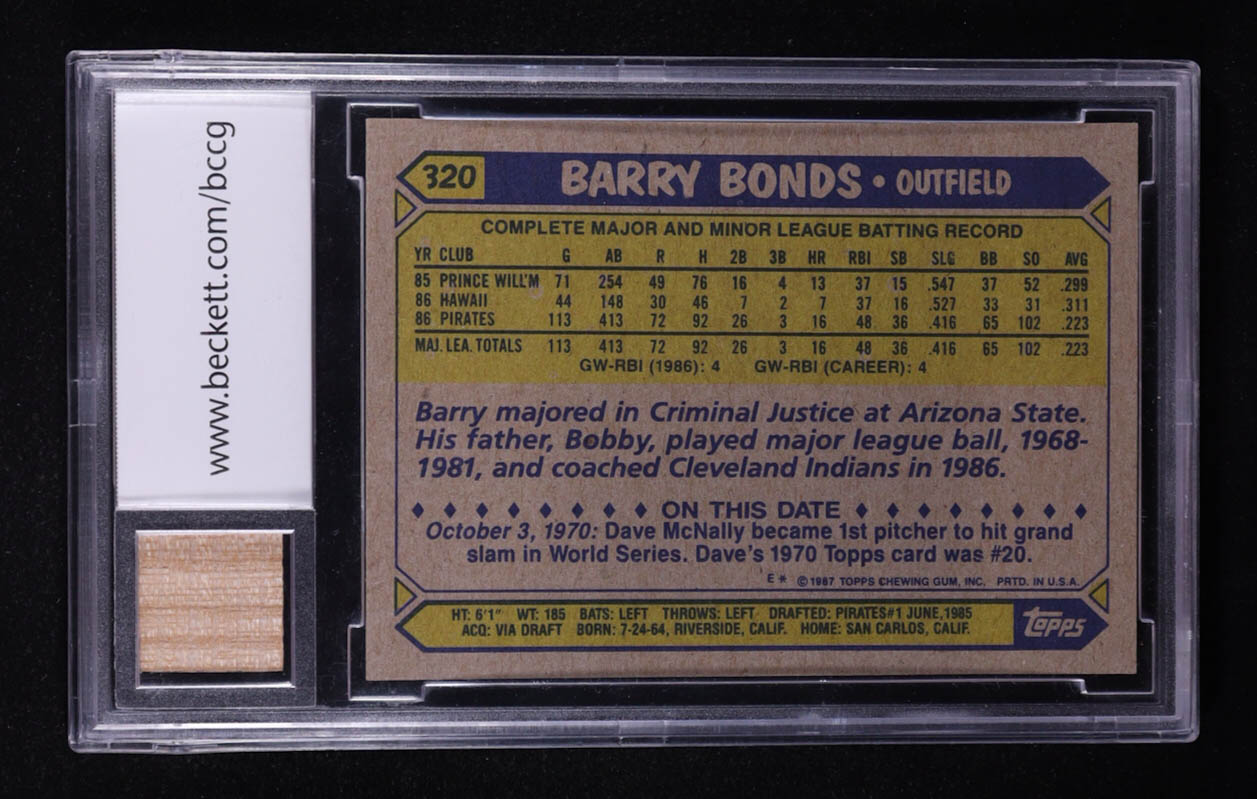 www.beckett.com/bccg
320
BARRY BONDS • OUTFIELD
COMPLETE MAJOR AND MINOR LEAGUE BATTING RECORD
YR CLUB G AB R H 2B 3B HR RBI SB SLG BB SO AVG
85 PRINCE WILL'M 71 254 49 76 16 4 13 37 15 .547 37 52 .299
86 HAWAII 44 148 30 46 7 2 7 37 16 .527 33 31 .311
86 PIRATES 113 413 72 92 26 3 16 48 36 .416 65 102 .223
MAJ. LEA. TOTALS 113 413 72 92 26 3 16 48 36 .416 65 102 .223
GW-RBI (1986): 4 GW-RBI (CAREER): 4
Barry majored in Criminal Justice at Arizona State.
His father, Bobby, played major league ball, 1968-
1981, and coached Cleveland Indians in 1986.
♦ ♦ ♦ ♦ ♦ ♦ ♦ ♦ ON THIS DATE ♦ ♦ ♦ ♦ ♦ ♦ ♦ ♦
October 3, 1970: Dave McNally became 1st pitcher to hit grand
slam in World Series. Dave's 1970 Topps card was #20.
E* © 1987 TOPPS CHEWING GUM, INC. PRTD. IN U.S.A.
HT: 6'1" WT: 185 BATS: LEFT THROWS: LEFT DRAFTED: PIRATES#1 JUNE, 1985
ACQ: VIA DRAFT BORN: 7-24-64, RIVERSIDE, CALIF. HOME: SAN CARLOS, CALIF.
Topps